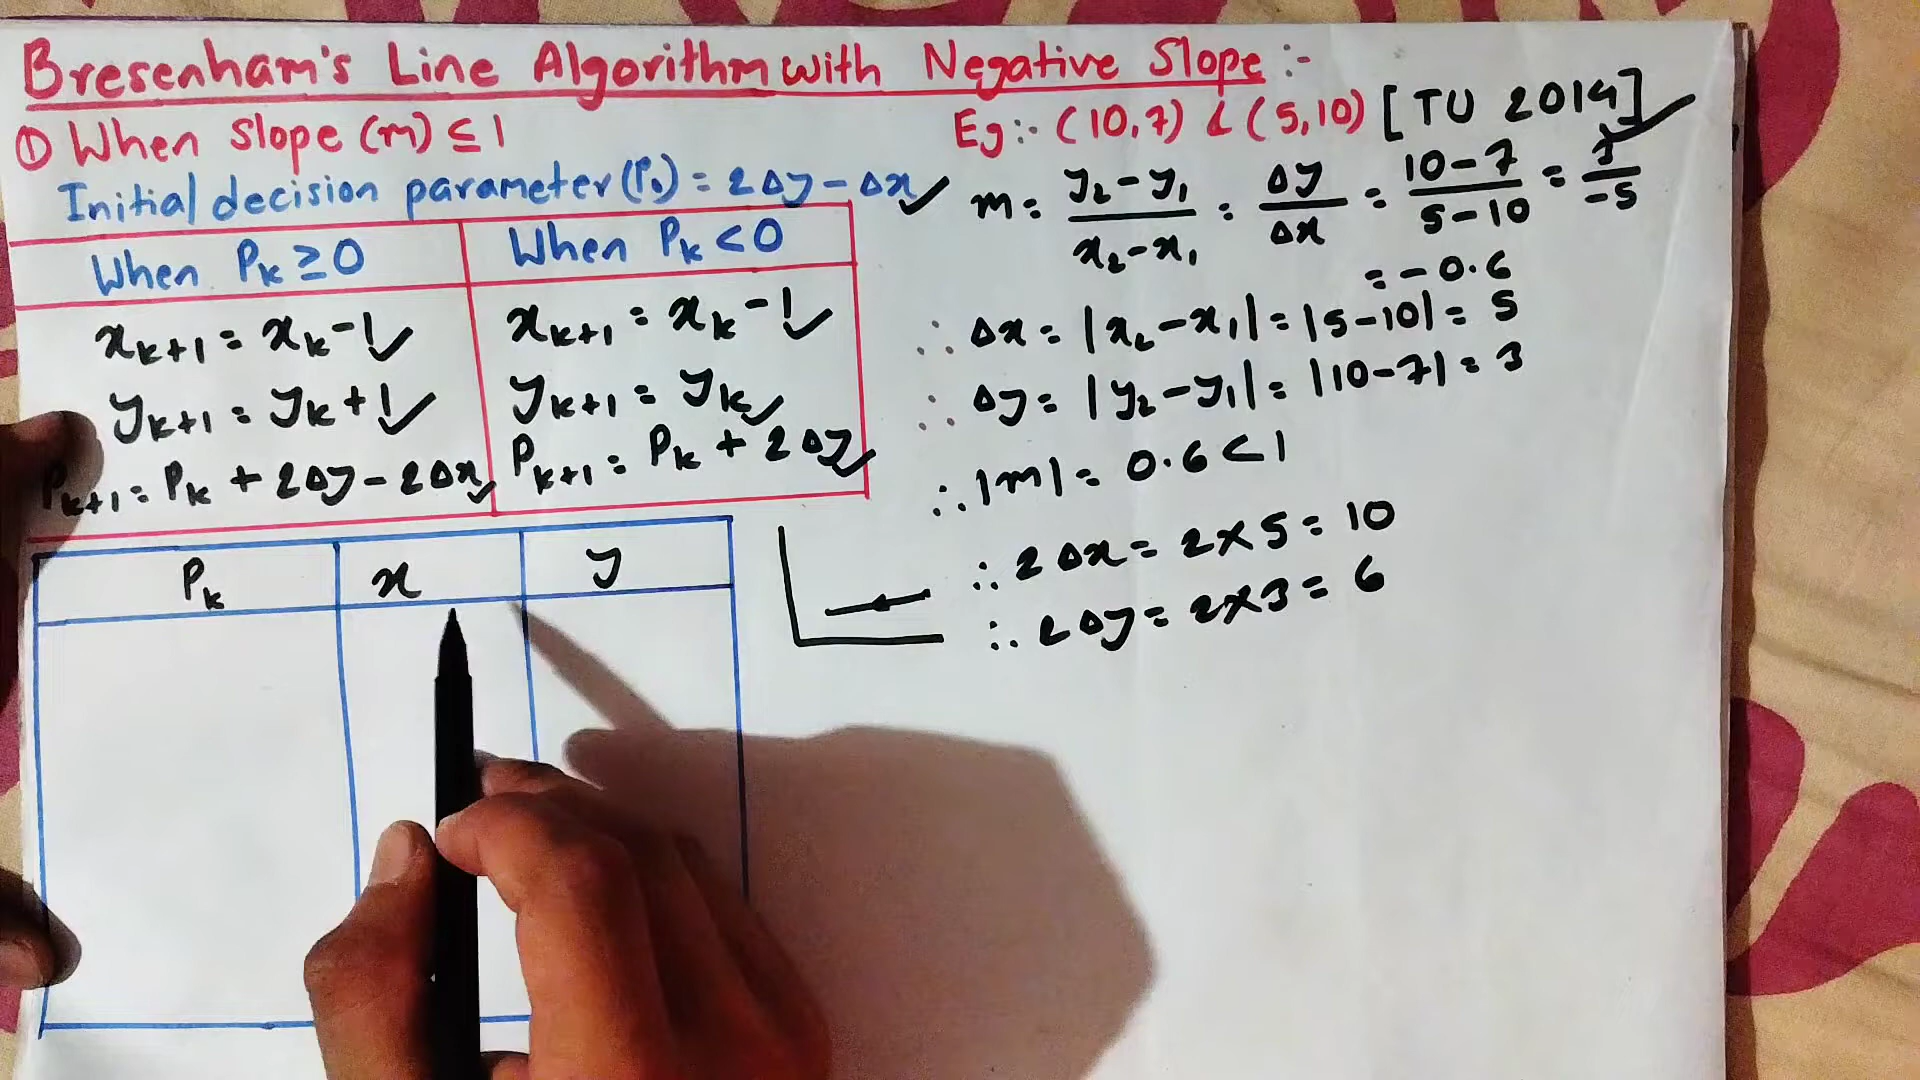 Bresenham's Line Algorithm with Negative Slope :-
① When Slope (m) ≤ 1
Initial decision parameter (P₀) = 2Δy - Δx ✓
When Pk ≥ 0
xk+1 = xk - 1 ✓
yk+1 = yk + 1 ✓
Pk+1 = Pk + 2Δy - 2Δx ✓
When Pk < 0
xk+1 = xk - 1 ✓
yk+1 = yk ✓
Pk+1 = Pk + 2Δy ✓
Pk x y
Eg :- (10,7) & (5,10) [TU 2014] ✓
m = y₂ - y₁ / x₂ - x₁ = Δy / Δx = 10 - 7 / 5 - 10 = 3 / -5
= -0.6
∴ Δx = |x₂ - x₁| = |5 - 10| = 5
∴ Δy = |y₂ - y₁| = |10 - 7| = 3
∴ |m| = 0.6 < 1
∴ 2Δx = 2 × 5 = 10
∴ 2Δy = 2 × 3 = 6